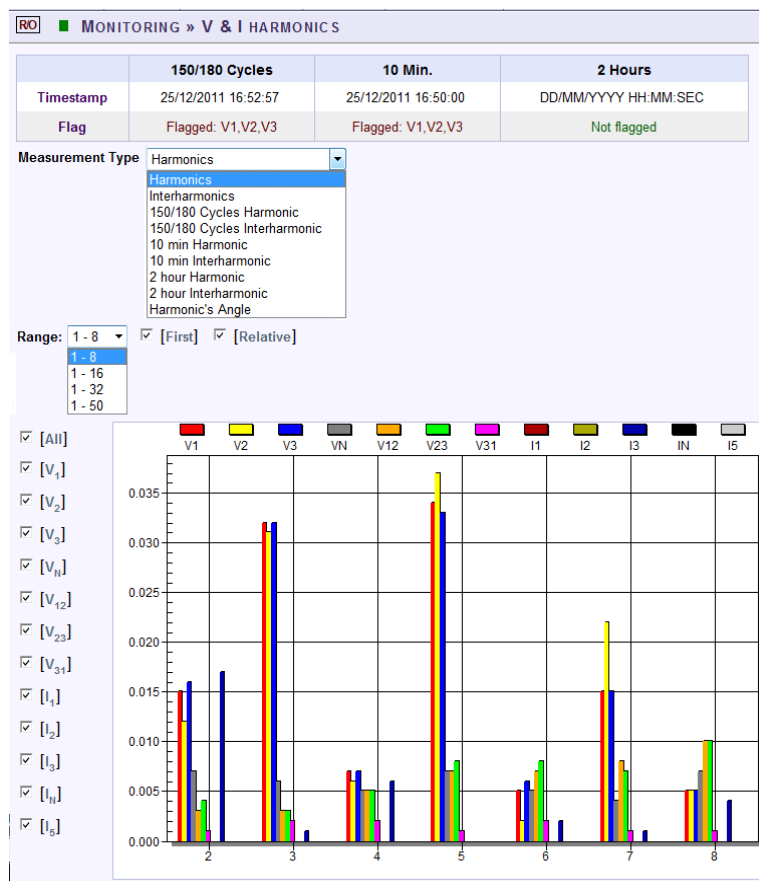 R/O MONITORING » V & I HARMONICS
150/180 Cycles 10 Min. 2 Hours
Timestamp 25/12/2011 16:52:57 25/12/2011 16:50:00 DD/MM/YYYY HH:MM:SEC
Flag Flagged: V1,V2,V3 Flagged: V1,V2,V3 Not flagged
Measurement Type Harmonics
Harmonics
Interharmonics
150/180 Cycles Harmonic
150/180 Cycles Interharmonic
10 min Harmonic
10 min Interharmonic
2 hour Harmonic
2 hour Interharmonic
Harmonic's Angle
Range: 1 - 8 [First] [Relative]
1 - 8
1 - 16
1 - 32
1 - 50
[All]
[V1]
[V2]
[V3]
[VN]
[V12]
[V23]
[V31]
[I1]
[I2]
[I3]
[IN]
[I5]
V1 V2 V3 VN V12 V23 V31 I1 I2 I3 IN I5
0.035
0.030
0.025
0.020
0.015
0.010
0.005
0.000
2 3 4 5 6 7 8